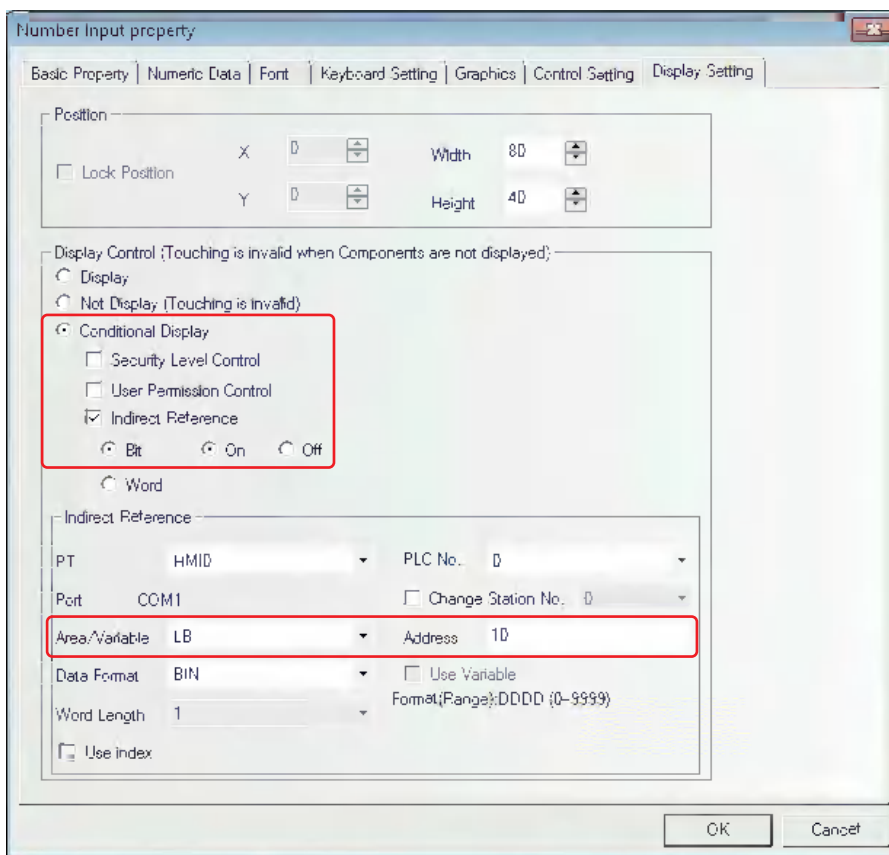 Number Input property
Basic Property Numeric Data Font Keyboard Setting Graphics Control Setting Display Setting
Position
Lock Position X 0 Width 80
Y 0 Height 40
Display Control (Touching is invalid when Components are not displayed)
Display
Not Display (Touching is invalid)
Conditional Display
Security Level Control
User Permission Control
Indirect Reference
Bit On Off
Word
Indirect Reference
PT HMI0 PLC No. 0
Port COM1 Change Station No. 0
Area/Variable LB Address 10
Data Format BIN Use Variable
Format(Range):DDDD (0~9999)
Word Length 1
Use index
OK Cancel